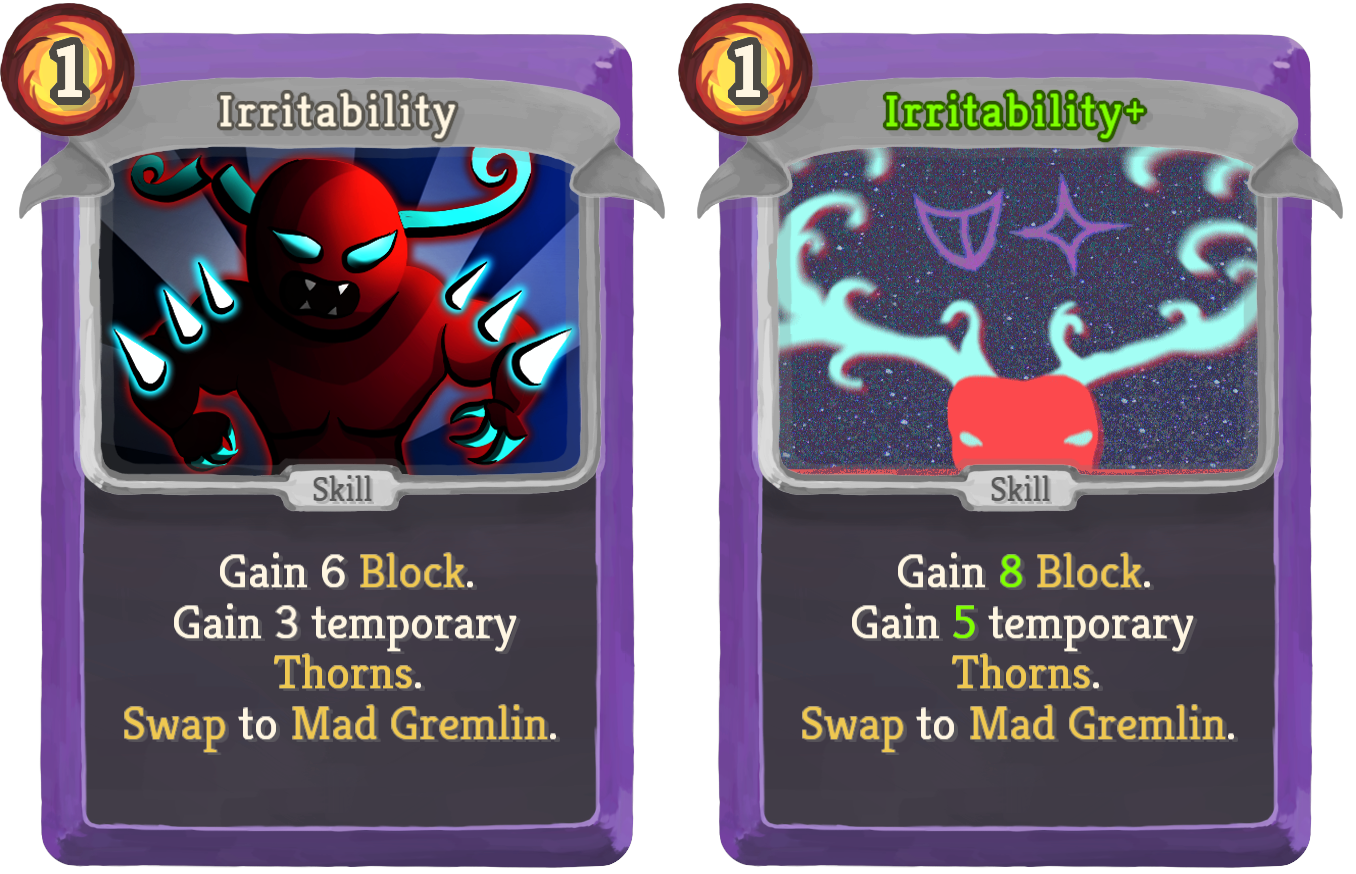 1
Irritability
Skill
Gain 6 Block.
Gain 3 temporary
Thorns.
Swap to Mad Gremlin.
1
Irritability+
Skill
Gain 8 Block.
Gain 5 temporary
Thorns.
Swap to Mad Gremlin.